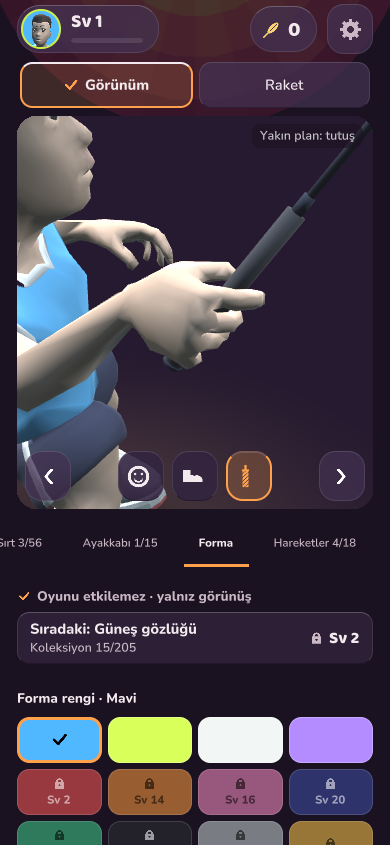 Sv 1
0
Görünüm
Raket
Yakın plan: tutuş
Sırt 3/56
Ayakkabı 1/15
Forma
Hareketler 4/18
Oyunu etkilemez · yalnız görünüş
Sıradaki: Güneş gözlüğü
Koleksiyon 15/205
Sv 2
Forma rengi · Mavi
Sv 2
Sv 14
Sv 16
Sv 20